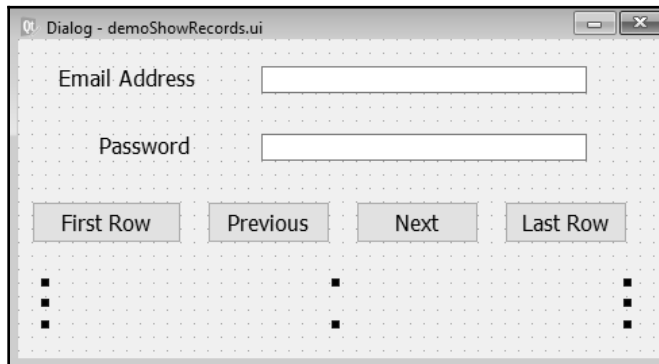 Dialog - demoShowRecords.ui
Email Address
Password
First Row Previous Next Last Row